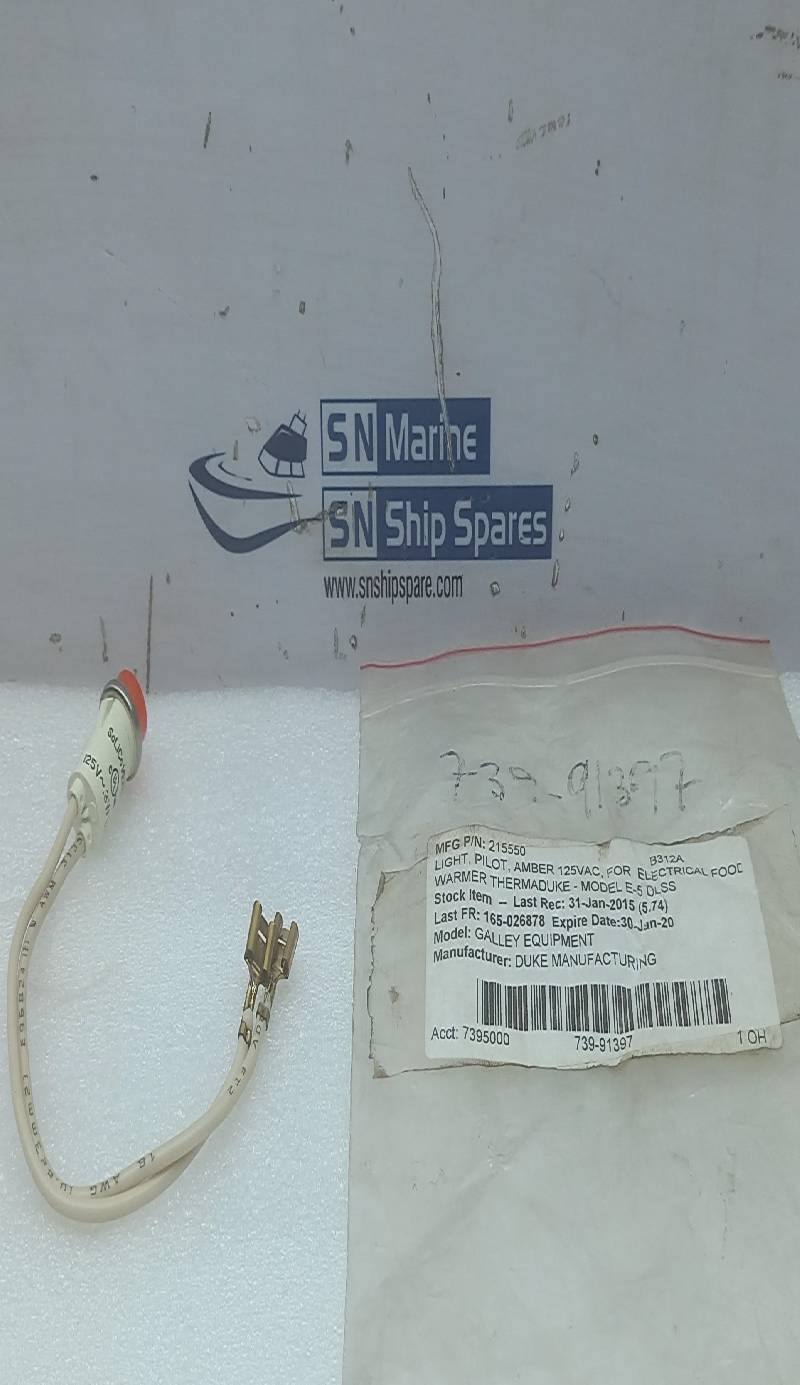 SN Marine
SN Ship Spares
www.snshipspare.com
125V~
16 AWG
739-91397
MFG P/N: 215550
B312A
LIGHT, PILOT, AMBER 125VAC, FOR ELECTRICAL FOOD
WARMER THERMADUKE - MODEL E-5 DLSS
Stock Item – Last Rec: 31-Jan-2015 (5.74)
Last FR: 165-026878 Expire Date:30-Jan-20
Model: GALLEY EQUIPMENT
Manufacturer: DUKE MANUFACTURING
Acct: 7395000
739-91397
1 OH